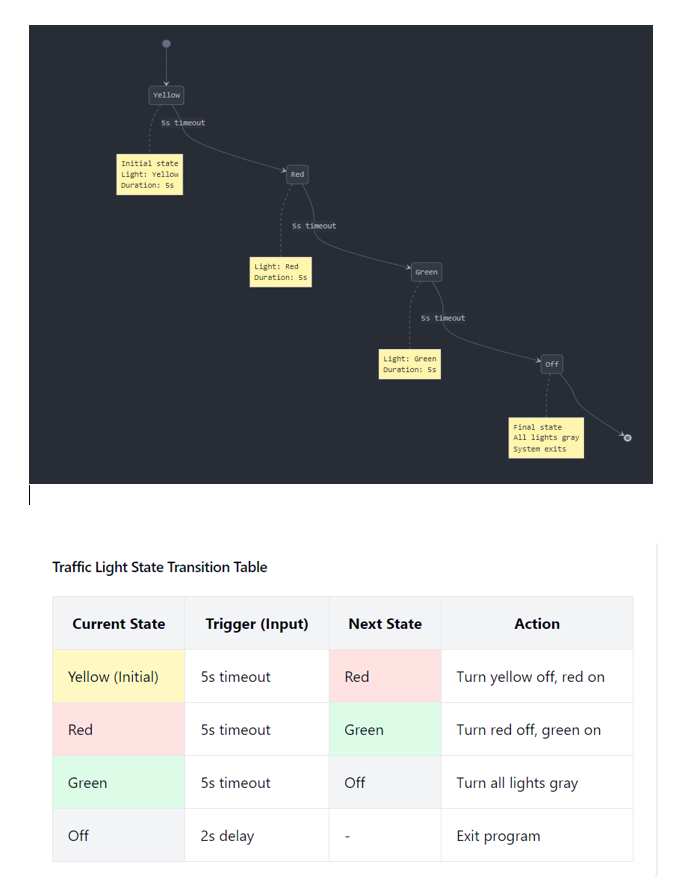 Yellow
5s timeout
Initial state
Light: Yellow
Duration: 5s
Red
5s timeout
Light: Red
Duration: 5s
Green
5s timeout
Light: Green
Duration: 5s
Off
Final state
All lights gray
System exits
Traffic Light State Transition Table
Current State Trigger (Input) Next State Action
Yellow (Initial) 5s timeout Red Turn yellow off, red on
Red 5s timeout Green Turn red off, green on
Green 5s timeout Off Turn all lights gray
Off 2s delay - Exit program